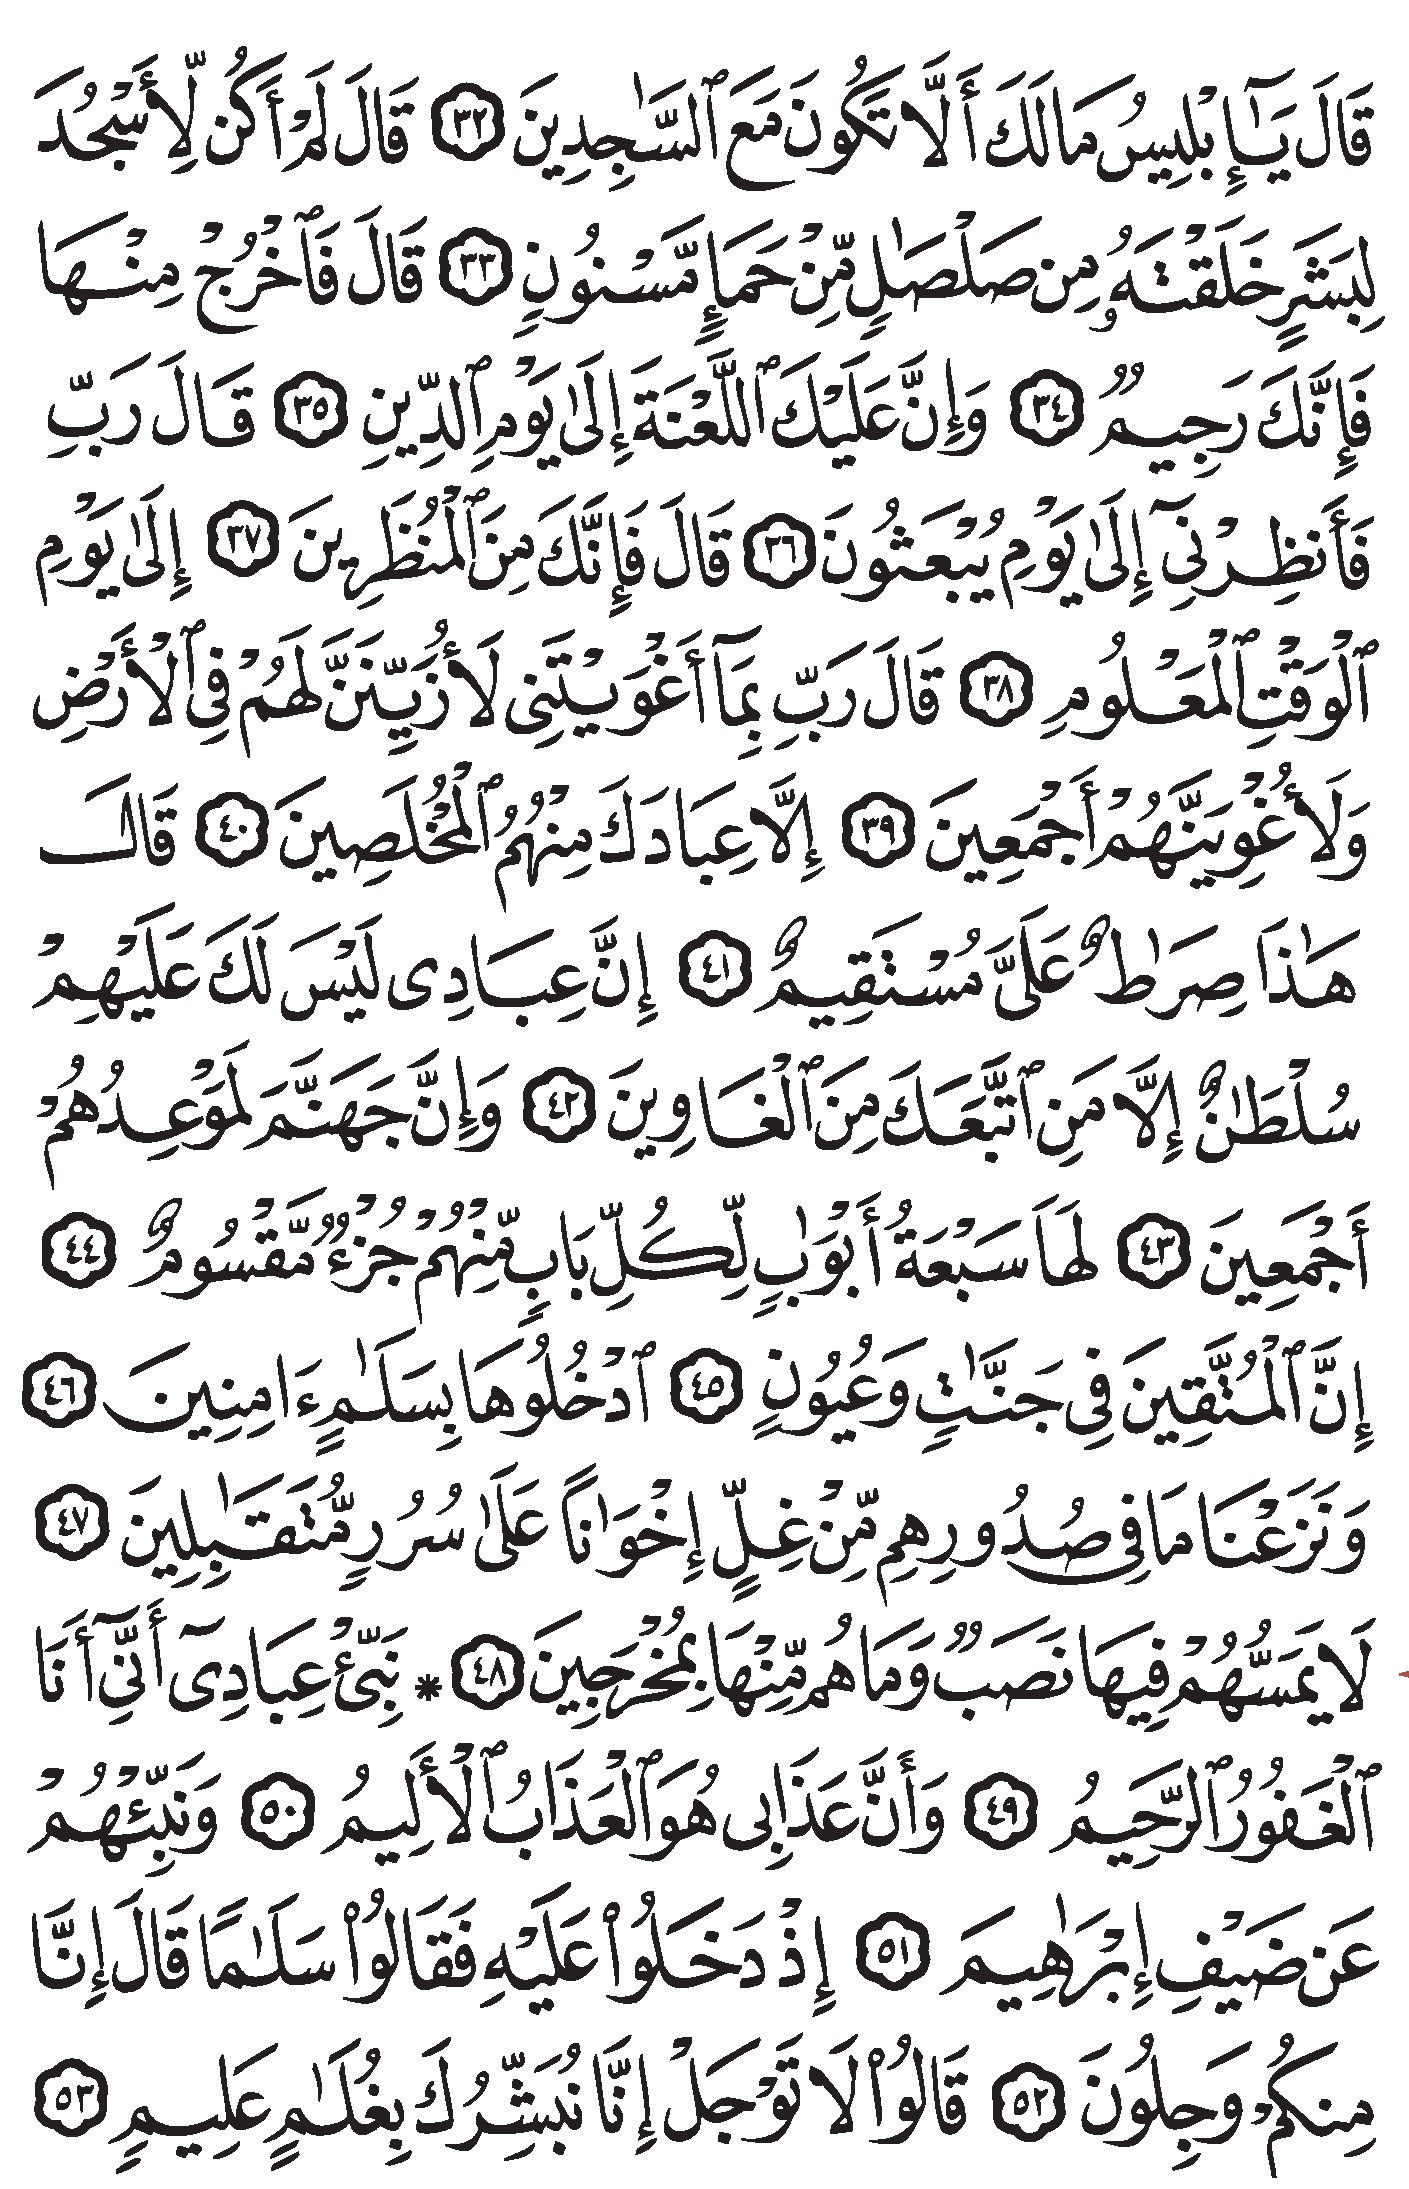 قَالَ يَٰٓإِبْلِيسُ مَا لَكَ أَلَّا تَكُونَ مَعَ ٱلسَّٰجِدِينَ ٣٢ قَالَ لَمْ أَكُن لِّأَسْجُدَ
لِبَشَرٍ خَلَقْتَهُۥ مِن صَلْصَٰلٍ مِّنْ حَمَإٍ مَّسْنُونٍ ٣٣ قَالَ فَٱخْرُجْ مِنْهَا
فَإِنَّكَ رَجِيمٌ ٣٤ وَإِنَّ عَلَيْكَ ٱللَّعْنَةَ إِلَىٰ يَوْمِ ٱلدِّينِ ٣٥ قَالَ رَبِّ
فَأَنظِرْنِىٓ إِلَىٰ يَوْمِ يُبْعَثُونَ ٣٦ قَالَ فَإِنَّكَ مِنَ ٱلْمُنظَرِينَ ٣٧ إِلَىٰ يَوْمِ
ٱلْوَقْتِ ٱلْمَعْلُومِ ٣٨ قَالَ رَبِّ بِمَآ أَغْوَيْتَنِى لَأُزَيِّنَنَّ لَهُمْ فِى ٱلْأَرْضِ
وَلَأُغْوِيَنَّهُمْ أَجْمَعِينَ ٣٩ إِلَّا عِبَادَكَ مِنْهُمُ ٱلْمُخْلَصِينَ ٤٠ قَالَ
هَٰذَا صِرَٰطٌ عَلَىَّ مُسْتَقِيمٌ ٤١ إِنَّ عِبَادِى لَيْسَ لَكَ عَلَيْهِمْ
سُلْطَٰنٌ إِلَّا مَنِ ٱتَّبَعَكَ مِنَ ٱلْغَاوِينَ ٤٢ وَإِنَّ جَهَنَّمَ لَمَوْعِدُهُمْ
أَجْمَعِينَ ٤٣ لَهَا سَبْعَةُ أَبْوَٰبٍ لِّكُلِّ بَابٍ مِّنْهُمْ جُزْءٌ مَّقْسُومٌ ٤٤
إِنَّ ٱلْمُتَّقِينَ فِى جَنَّٰتٍ وَعُيُونٍ ٤٥ ٱدْخُلُوهَا بِسَلَٰمٍ ءَامِنِينَ ٤٦
وَنَزَعْنَا مَا فِى صُدُورِهِم مِّنْ غِلٍّ إِخْوَٰنًا عَلَىٰ سُرُرٍ مُّتَقَٰبِلِينَ ٤٧
لَا يَمَسُّهُمْ فِيهَا نَصَبٌ وَمَا هُم مِّنْهَا بِمُخْرَجِينَ ٤٨ * نَبِّئْ عِبَادِىٓ أَنِّىٓ أَنَا
ٱلْغَفُورُ ٱلرَّحِيمُ ٤٩ وَأَنَّ عَذَابِى هُوَ ٱلْعَذَابُ ٱلْأَلِيمُ ٥٠ وَنَبِّئْهُمْ
عَن ضَيْفِ إِبْرَٰهِيمَ ٥١ إِذْ دَخَلُوا۟ عَلَيْهِ فَقَالُوا۟ سَلَٰمًا قَالَ إِنَّا
مِنكُمْ وَجِلُونَ ٥٢ قَالُوا۟ لَا تَوْجَلْ إِنَّا نُبَشِّرُكَ بِغُلَٰمٍ عَلِيمٍ ٥٣